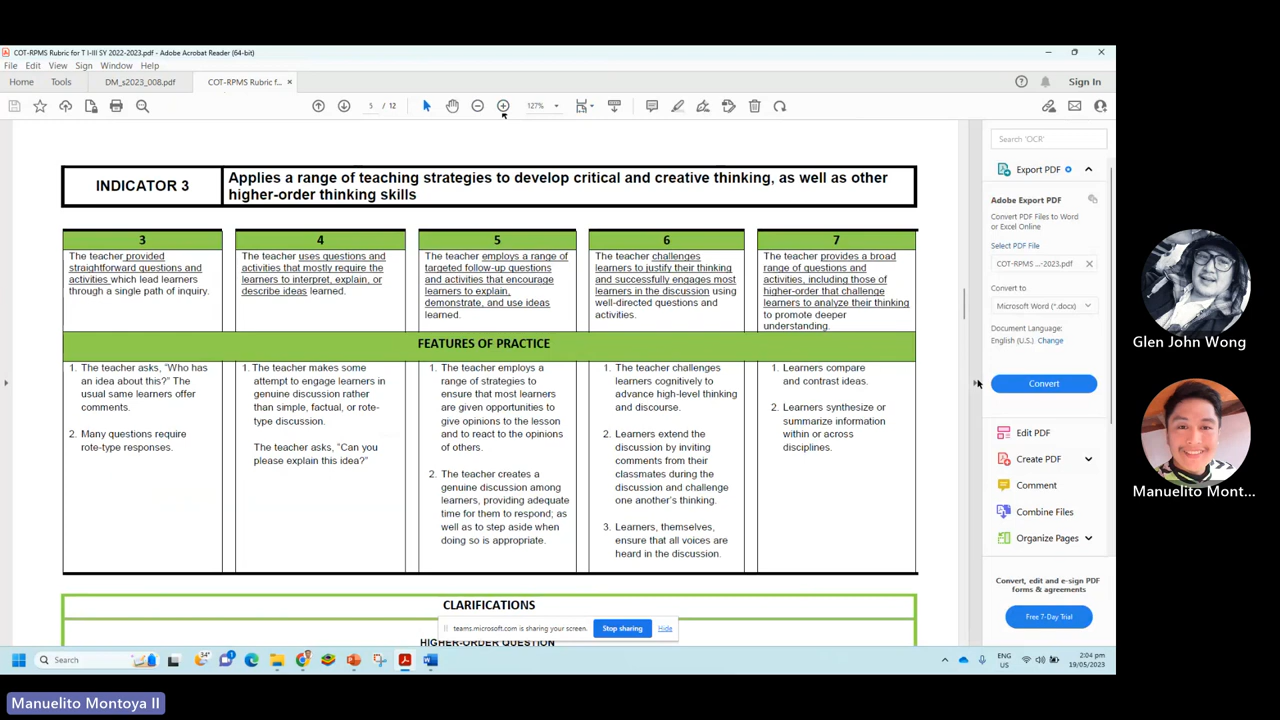 COT-RPMS Rubric for T I-III SY 2022-2023.pdf - Adobe Acrobat Reader (64-bit)
File Edit View Sign Window Help
Home Tools DM_s2023_008.pdf COT-RPMS Rubric f... × Sign In
5 / 12 127%
INDICATOR 3
Applies a range of teaching strategies to develop critical and creative thinking, as well as other
higher-order thinking skills
3
The teacher provided
straightforward questions and
activities which lead learners
through a single path of inquiry.
4
The teacher uses questions and
activities that mostly require the
learners to interpret, explain, or
describe ideas learned.
5
The teacher employs a range of
targeted follow-up questions
and activities that encourage
learners to explain,
demonstrate, and use ideas
learned.
6
The teacher challenges
learners to justify their thinking
and successfully engages most
learners in the discussion using
well-directed questions and
activities.
7
The teacher provides a broad
range of questions and
activities, including those of
higher-order that challenge
learners to analyze their thinking
to promote deeper
understanding.
FEATURES OF PRACTICE
1. The teacher asks, “Who has
an idea about this?” The
usual same learners offer
comments.
2. Many questions require
rote-type responses.
1. The teacher makes some
attempt to engage learners in
genuine discussion rather
than simple, factual, or rote-
type discussion.
The teacher asks, “Can you
please explain this idea?”
1. The teacher employs a
range of strategies to
ensure that most learners
are given opportunities to
give opinions to the lesson
and to react to the opinions
of others.
2. The teacher creates a
genuine discussion among
learners, providing adequate
time for them to respond; as
well as to step aside when
doing so is appropriate.
1. The teacher challenges
learners cognitively to
advance high-level thinking
and discourse.
2. Learners extend the
discussion by inviting
comments from their
classmates during the
discussion and challenge
one another’s thinking.
3. Learners, themselves,
ensure that all voices are
heard in the discussion.
1. Learners compare
and contrast ideas.
2. Learners synthesize or
summarize information
within or across
disciplines.
CLARIFICATIONS
HIGHER-ORDER QUESTION
teams.microsoft.com is sharing your screen. Stop sharing Hide
Search 'OCR'
Export PDF
Adobe Export PDF
Convert PDF Files to Word
or Excel Online
Select PDF File
COT-RPMS ...-2023.pdf ×
Convert to
Microsoft Word (*.docx)
Document Language:
English (U.S.) Change
Convert
Edit PDF
Create PDF
Comment
Combine Files
Organize Pages
Convert, edit and e-sign PDF
forms & agreements
Free 7-Day Trial
Search
34°
ENG
US
2:04 pm
19/05/2023
Glen John Wong
Manuelito Mont...
Manuelito Montoya II